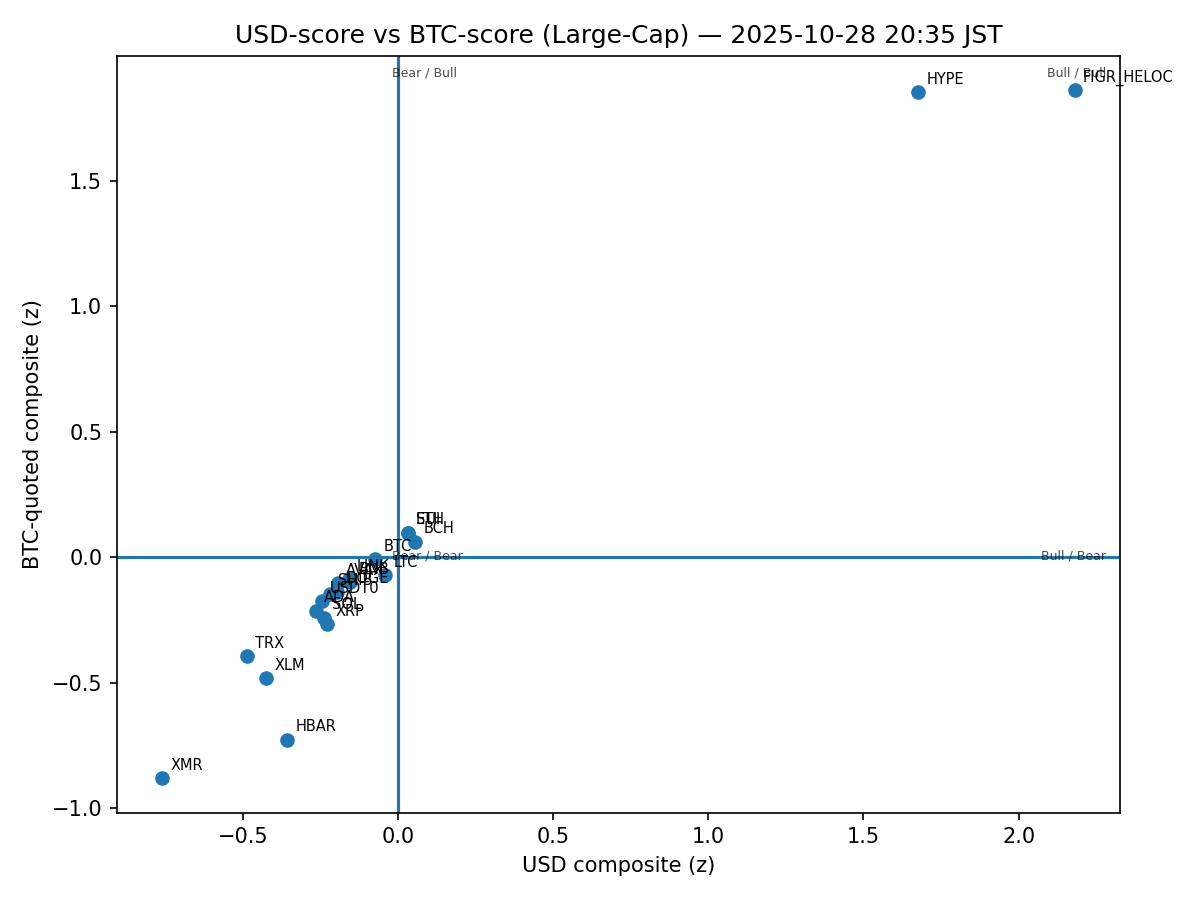 USD-score vs BTC-score (Large-Cap) — 2025-10-28 20:35 JST
Bear / Bull
Bull / Bull
HYPE
FIGR_HELOC
1.5
1.0
0.5
0.0
−0.5
−1.0
BTC-quoted composite (z)
ETH
BCH
BTC
Bear / Bear
Bull / Bear
LTC
USDT0
ADA
SOL
XRP
TRX
XLM
HBAR
XMR
−0.5
0.0
0.5
1.0
1.5
2.0
USD composite (z)